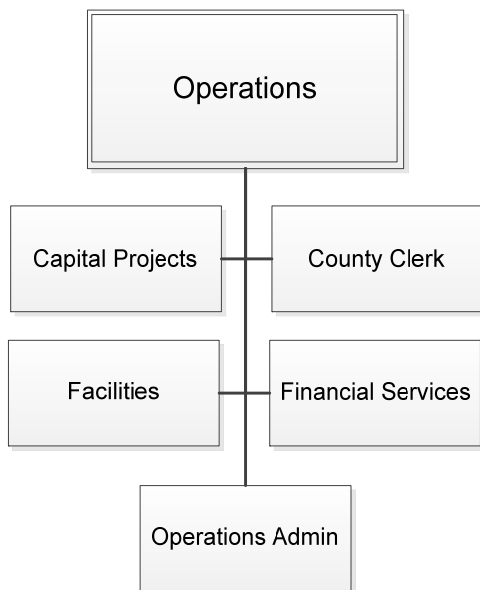 Operations
Capital Projects
County Clerk
Facilities
Financial Services
Operations Admin